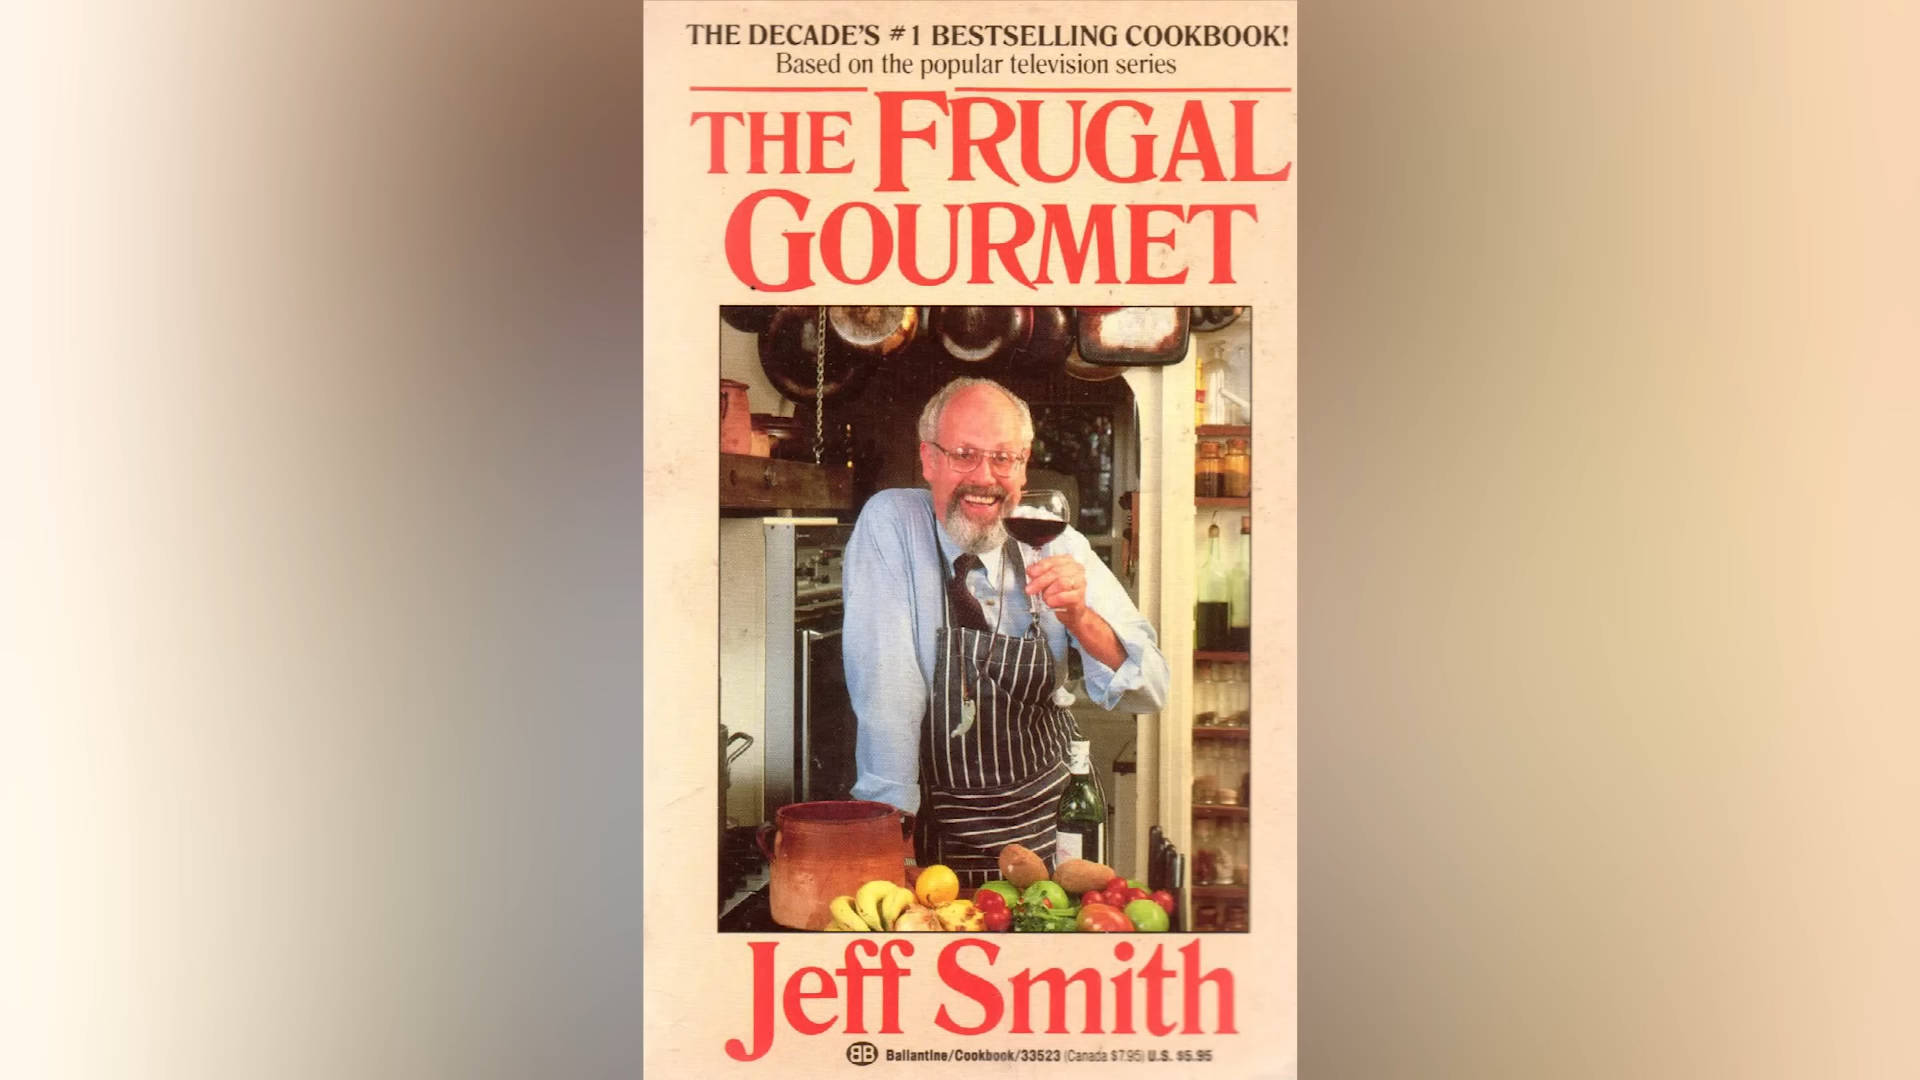 THE DECADE'S #1 BESTSELLING COOKBOOK!
Based on the popular television series
THE FRUGAL
GOURMET
Jeff Smith
BB Ballantine/Cookbook/33523 (Canada $7.95) U.S. $5.95